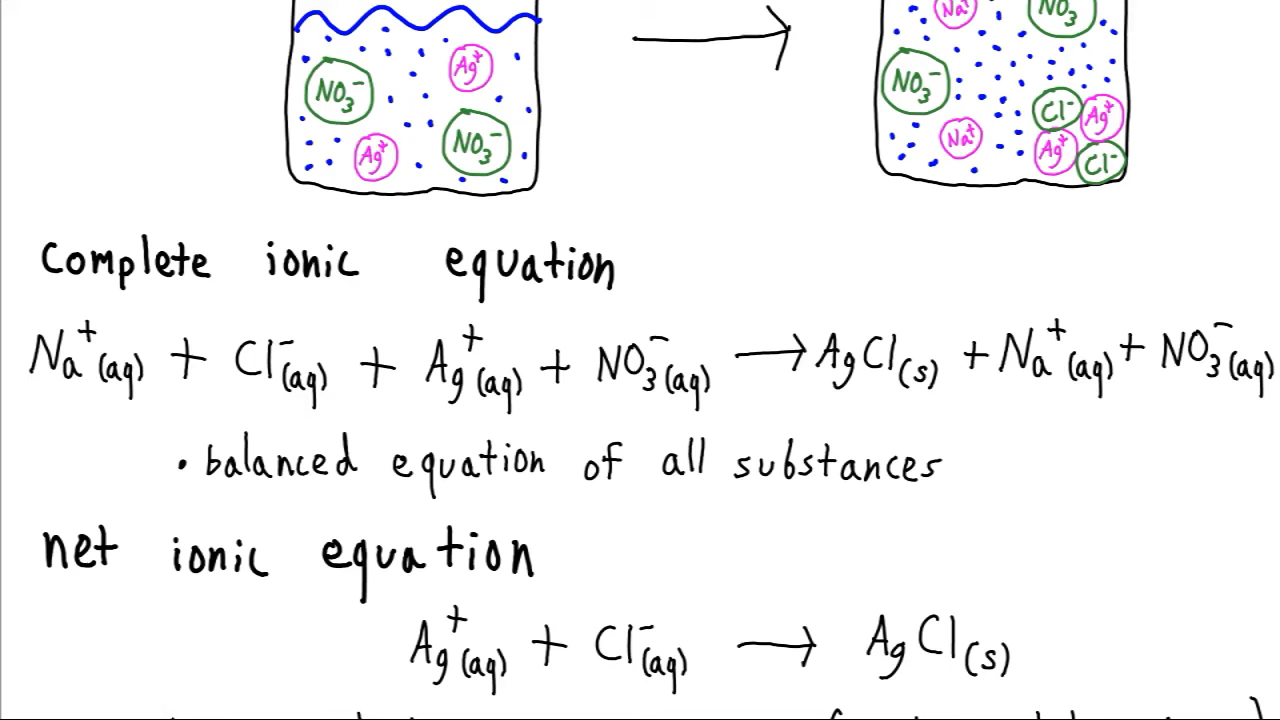 Na⁺ NO₃
NO₃⁻ Ag⁺ NO₃⁻ Cl⁻ Ag⁺
Ag⁺ NO₃⁻ Na⁺ Ag⁺ Cl⁻
complete ionic equation
Na⁺(aq) + Cl⁻(aq) + Ag⁺(aq) + NO₃⁻(aq) → AgCl(s) + Na⁺(aq) + NO₃⁻(aq)
• balanced equation of all substances
net ionic equation
Ag⁺(aq) + Cl⁻(aq) → AgCl(s)